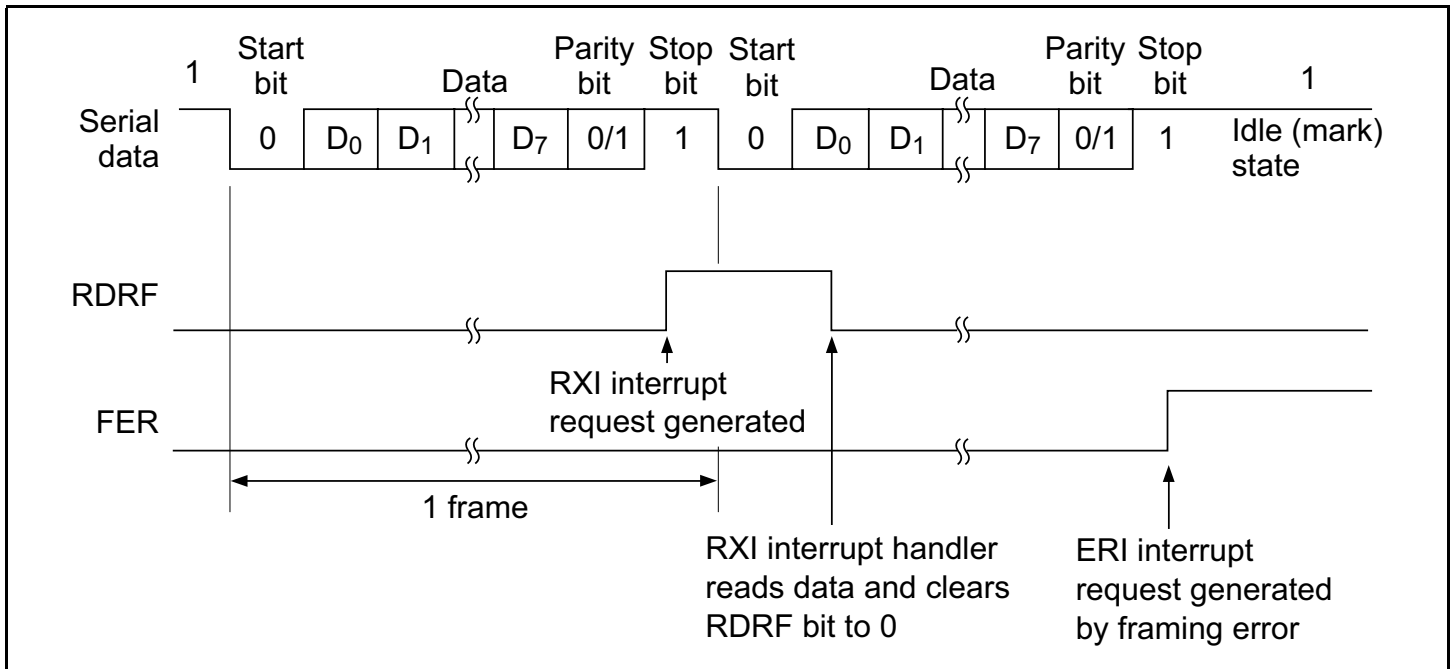 1
Start bit
Data
Parity bit
Stop bit
Start bit
Data
Parity bit
Stop bit
1
Serial data
0
D0
D1
D7
0/1
1
0
D0
D1
D7
0/1
1
Idle (mark) state
RDRF
RXI interrupt
request generated
FER
1 frame
RXI interrupt handler
reads data and clears
RDRF bit to 0
ERI interrupt
request generated
by framing error